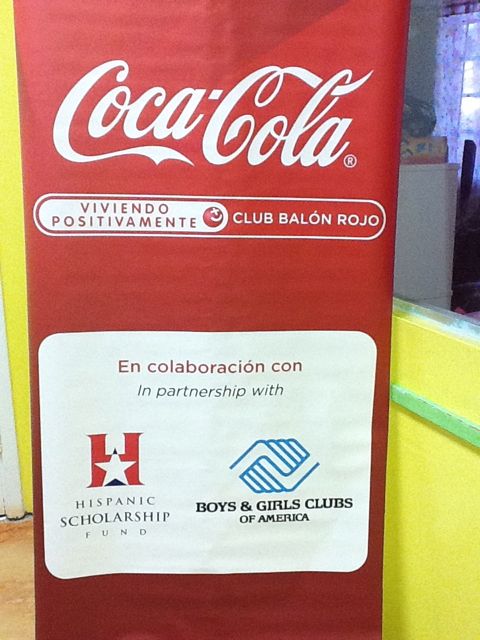 Coca-Cola®
VIVIENDO
POSITIVAMENTE
CLUB BALÓN ROJO
En colaboración con
In partnership with
H
HISPANIC
SCHOLARSHIP
FUND
BOYS & GIRLS CLUBS
OF AMERICA